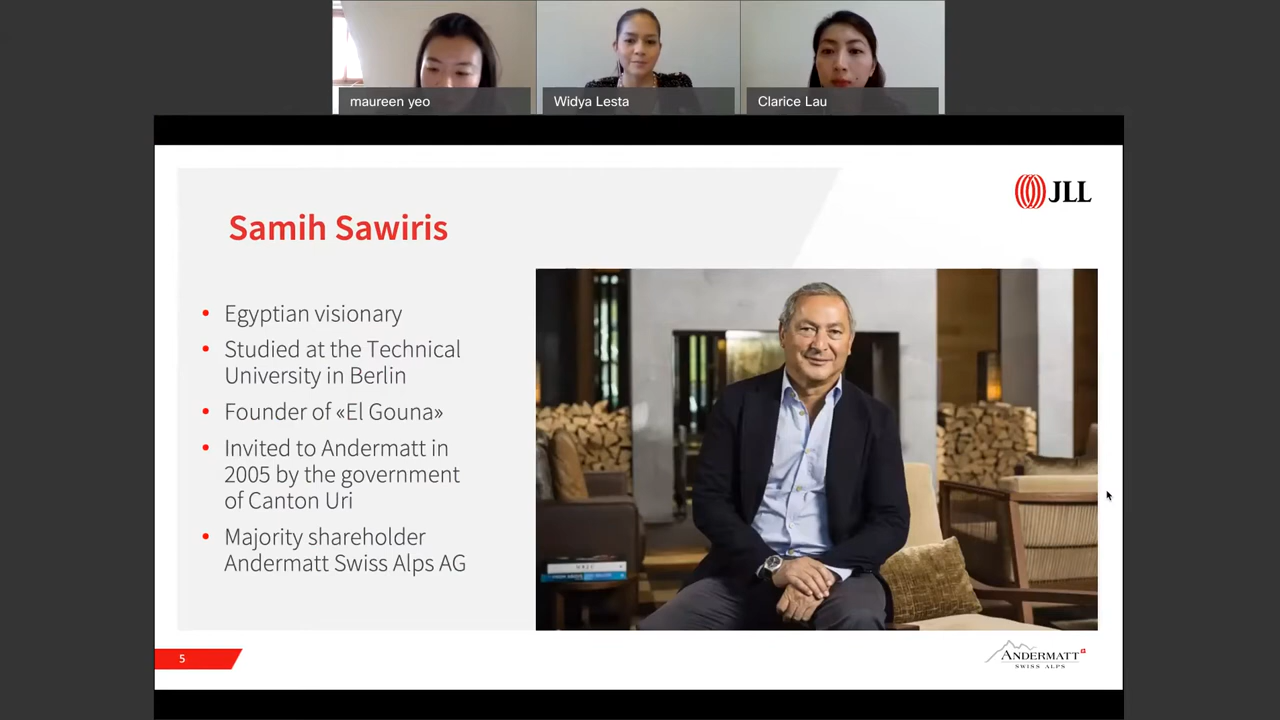 maureen yeo
Widya Lesta
Clarice Lau
JLL
Samih Sawiris
• Egyptian visionary
• Studied at the Technical
University in Berlin
• Founder of «El Gouna»
• Invited to Andermatt in
2005 by the government
of Canton Uri
• Majority shareholder
Andermatt Swiss Alps AG
5
ANDERMATT
SWISS ALPS